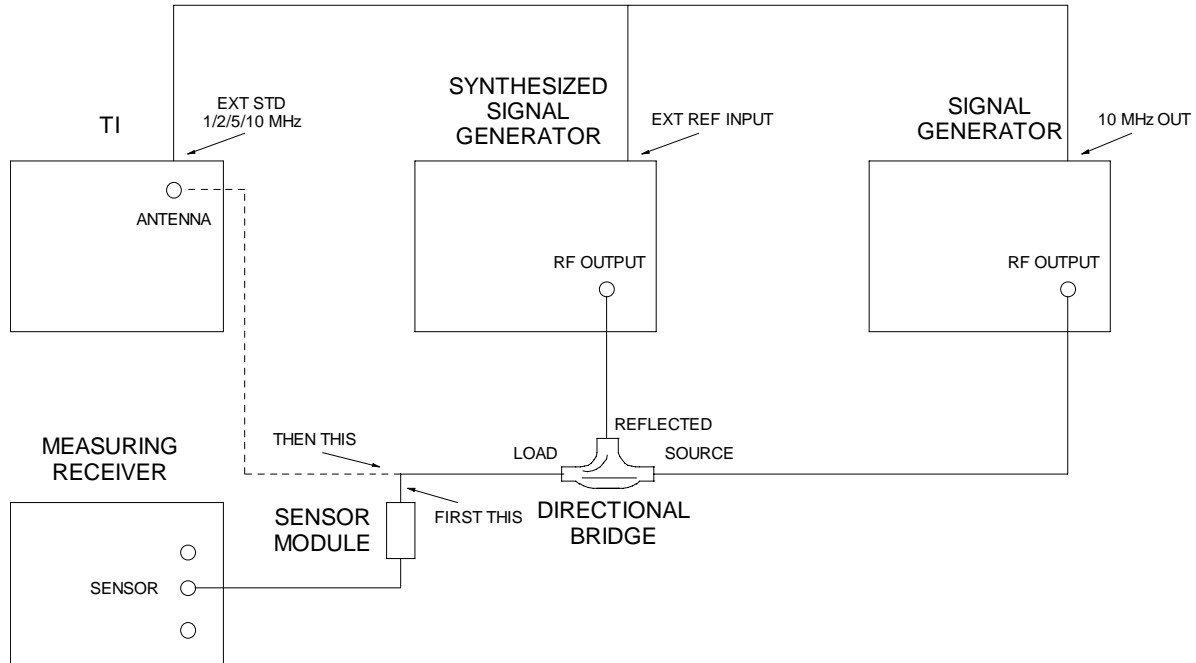 SYNTHESIZED
SIGNAL
GENERATOR
SIGNAL
GENERATOR
TI
EXT STD
1/2/5/10 MHz
EXT REF INPUT
10 MHz OUT
ANTENNA
RF OUTPUT
RF OUTPUT
REFLECTED
LOAD
SOURCE
THEN THIS
MEASURING
RECEIVER
FIRST THIS
DIRECTIONAL
BRIDGE
SENSOR
MODULE
SENSOR